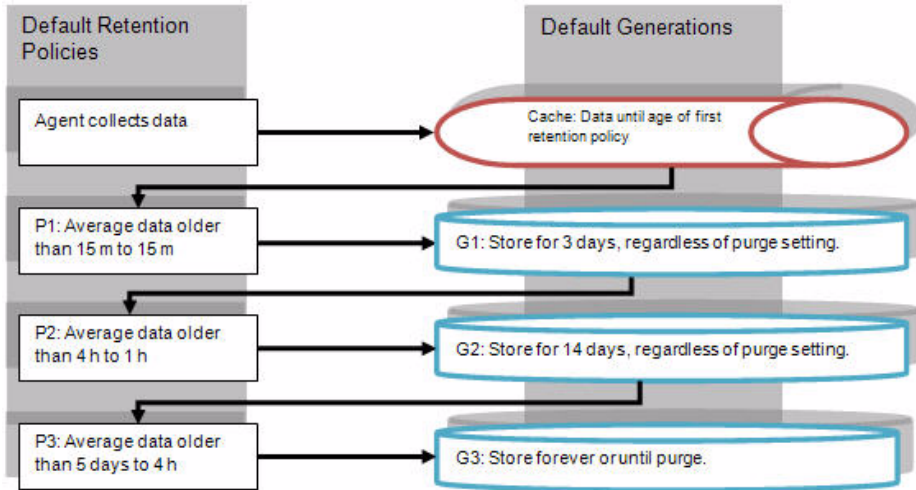 Default Retention
Policies
Default Generations
Agent collects data
Cache: Data until age of first
retention policy
P1: Average data older
than 15 m to 15 m
G1: Store for 3 days, regardless of purge setting.
P2: Average data older
than 4 h to 1 h
G2: Store for 14 days, regardless of purge setting.
P3: Average data older
than 5 days to 4 h
G3: Store forever or until purge.